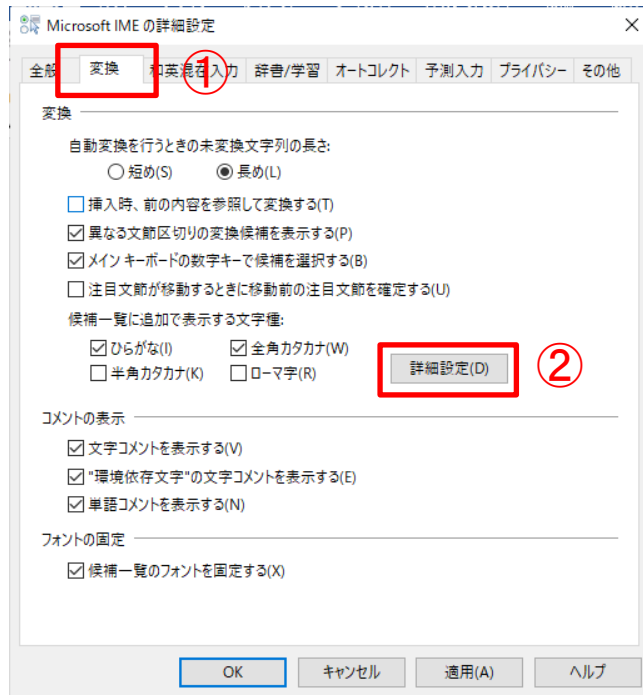 Microsoft IME の詳細設定
全般 変換 和英混在入力 辞書/学習 オートコレクト 予測入力 プライバシー その他
①
変換
自動変換を行うときの未変換文字列の長さ:
短め(S) 長め(L)
挿入時、前の内容を参照して変換する(T)
異なる文節区切りの変換候補を表示する(P)
メイン キーボードの数字キーで候補を選択する(B)
注目文節が移動するときに移動前の注目文節を確定する(U)
候補一覧に追加で表示する文字種:
ひらがな(I) 全角カタカナ(W)
半角カタカナ(K) ローマ字(R)
詳細設定(D) ②
コメントの表示
文字コメントを表示する(V)
"環境依存文字"の文字コメントを表示する(E)
単語コメントを表示する(N)
フォントの固定
候補一覧のフォントを固定する(X)
OK キャンセル 適用(A) ヘルプ